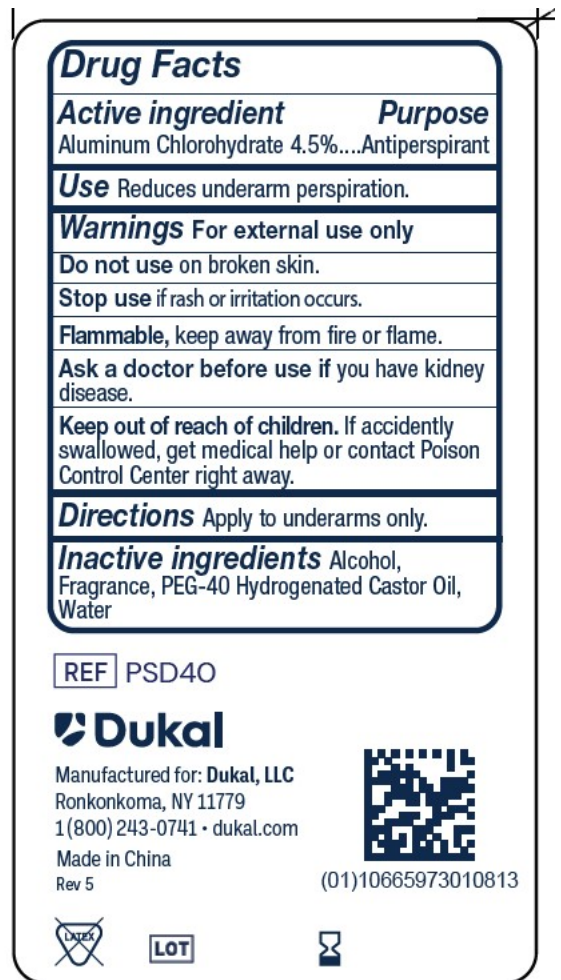 Drug Facts
Active ingredient Purpose
Aluminum Chlorohydrate 4.5%....Antiperspirant
Use Reduces underarm perspiration.
Warnings For external use only
Do not use on broken skin.
Stop use if rash or irritation occurs.
Flammable, keep away from fire or flame.
Ask a doctor before use if you have kidney
disease.
Keep out of reach of children. If accidently
swallowed, get medical help or contact Poison
Control Center right away.
Directions Apply to underarms only.
Inactive ingredients Alcohol,
Fragrance, PEG-40 Hydrogenated Castor Oil,
Water
REF PSD40
Dukal
Manufactured for: Dukal, LLC
Ronkonkoma, NY 11779
1 (800) 243-0741 • dukal.com
Made in China
Rev 5
(01)10665973010813
LATEX LOT